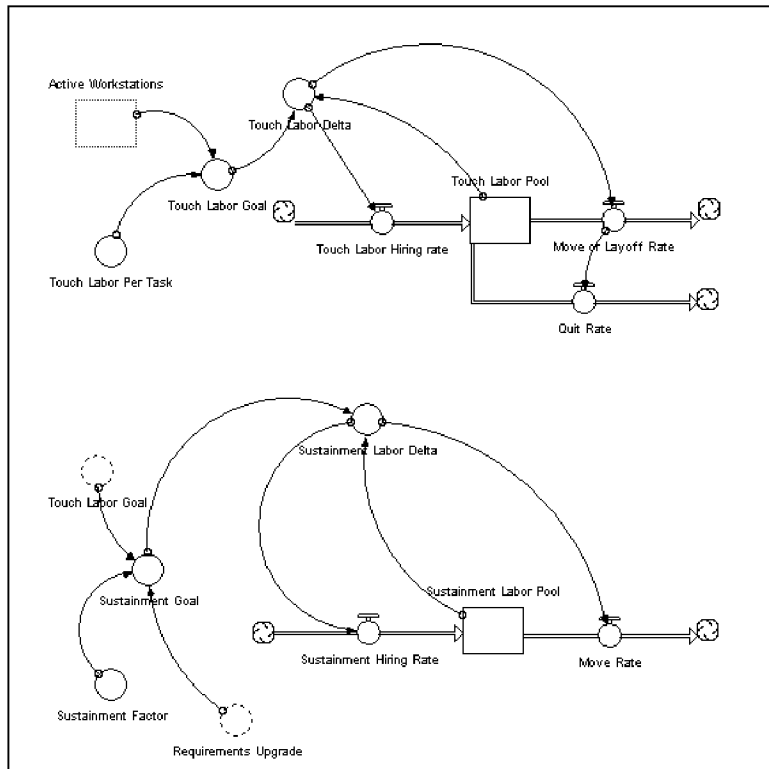 Active Workstations
Touch Labor Delta
Touch Labor Pool
Touch Labor Goal
Touch Labor Hiring rate
Move or Layoff Rate
Touch Labor Per Task
Quit Rate
Sustainment Labor Delta
Touch Labor Goal
Sustainment Labor Pool
Sustainment Goal
Sustainment Hiring Rate
Move Rate
Sustainment Factor
Requirements Upgrade